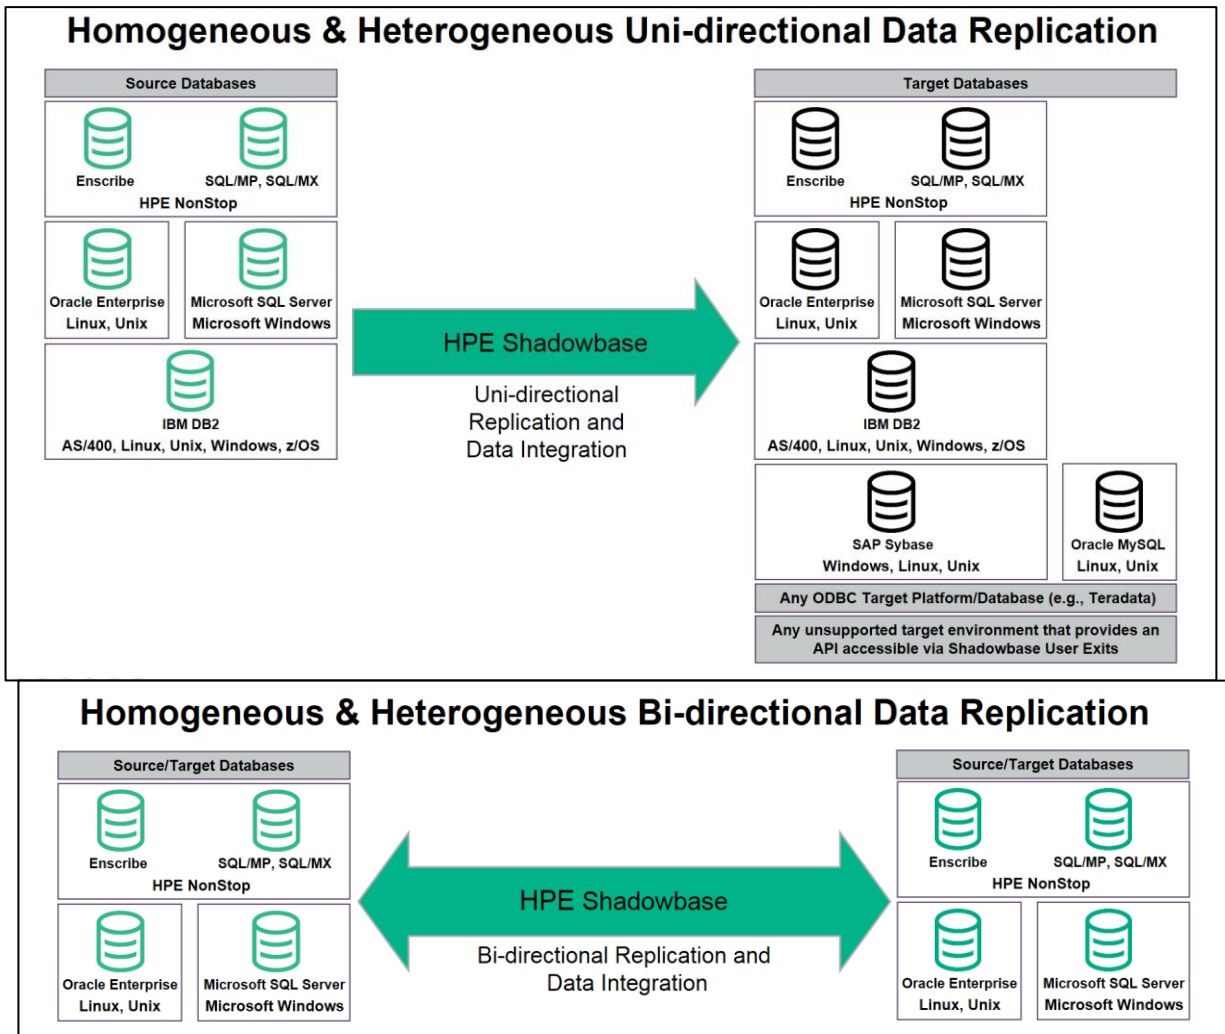 Homogeneous & Heterogeneous Uni-directional Data Replication
Source Databases
Enscribe
SQL/MP, SQL/MX
HPE NonStop
Oracle Enterprise
Linux, Unix
Microsoft SQL Server
Microsoft Windows
IBM DB2
AS/400, Linux, Unix, Windows, z/OS
HPE Shadowbase
Uni-directional
Replication and
Data Integration
Target Databases
Enscribe
SQL/MP, SQL/MX
HPE NonStop
Oracle Enterprise
Linux, Unix
Microsoft SQL Server
Microsoft Windows
IBM DB2
AS/400, Linux, Unix, Windows, z/OS
SAP Sybase
Windows, Linux, Unix
Oracle MySQL
Linux, Unix
Any ODBC Target Platform/Database (e.g., Teradata)
Any unsupported target environment that provides an
API accessible via Shadowbase User Exits
Homogeneous & Heterogeneous Bi-directional Data Replication
Source/Target Databases
Enscribe
SQL/MP, SQL/MX
HPE NonStop
Oracle Enterprise
Linux, Unix
Microsoft SQL Server
Microsoft Windows
HPE Shadowbase
Bi-directional Replication and
Data Integration
Source/Target Databases
Enscribe
SQL/MP, SQL/MX
HPE NonStop
Oracle Enterprise
Linux, Unix
Microsoft SQL Server
Microsoft Windows